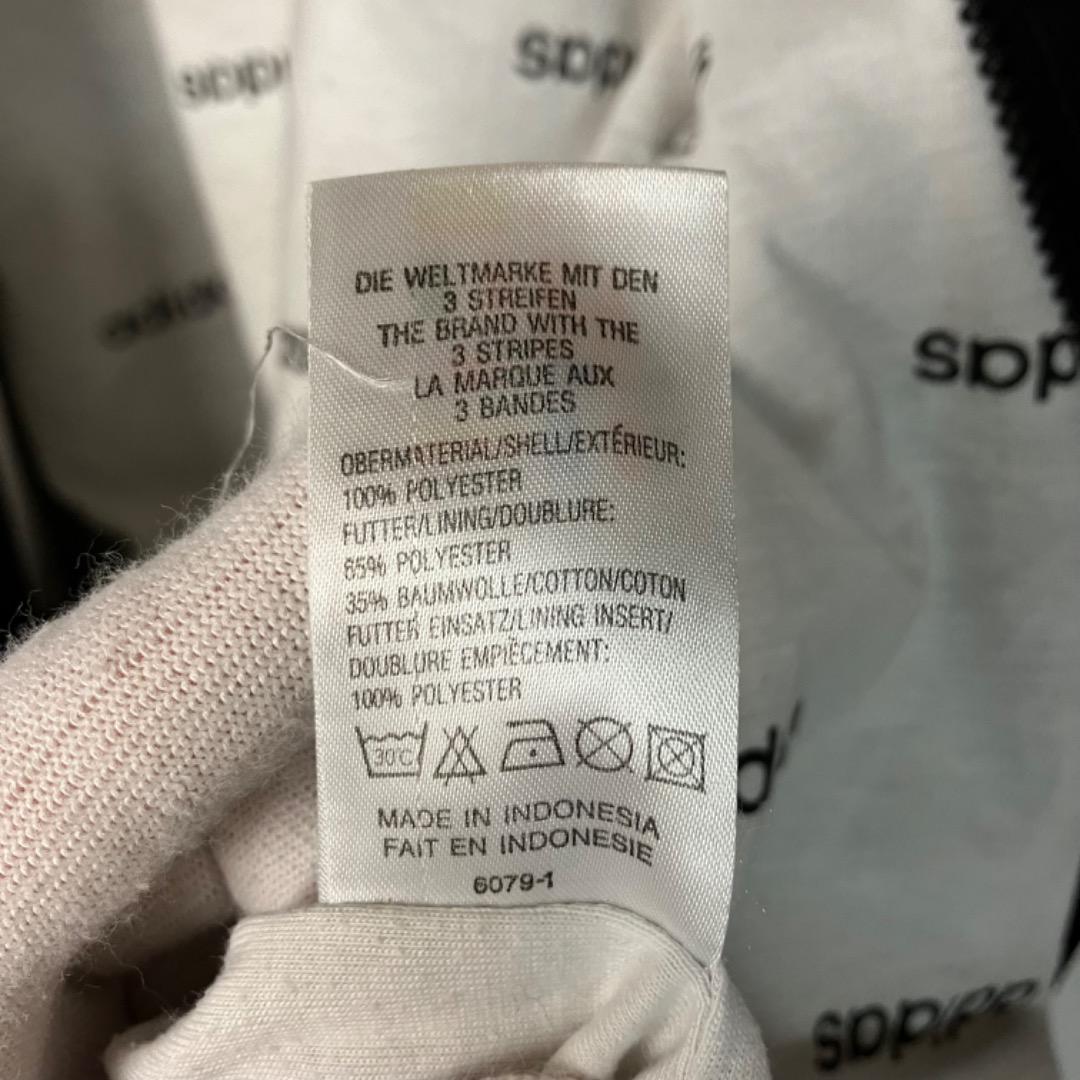 DIE WELTMARKE MIT DEN
3 STREIFEN
THE BRAND WITH THE
3 STRIPES
LA MARQUE AUX
3 BANDES
OBERMATERIAL/SHELL/EXTÉRIEUR:
100% POLYESTER
FUTTER/LINING/DOUBLURE:
65% POLYESTER
35% BAUMWOLLE/COTTON/COTON
FUTTER EINSATZ/LINING INSERT/
DOUBLURE EMPIÈCEMENT:
100% POLYESTER
30°C
MADE IN INDONESIA
FAIT EN INDONESIE
6079-1
adidas
adidas